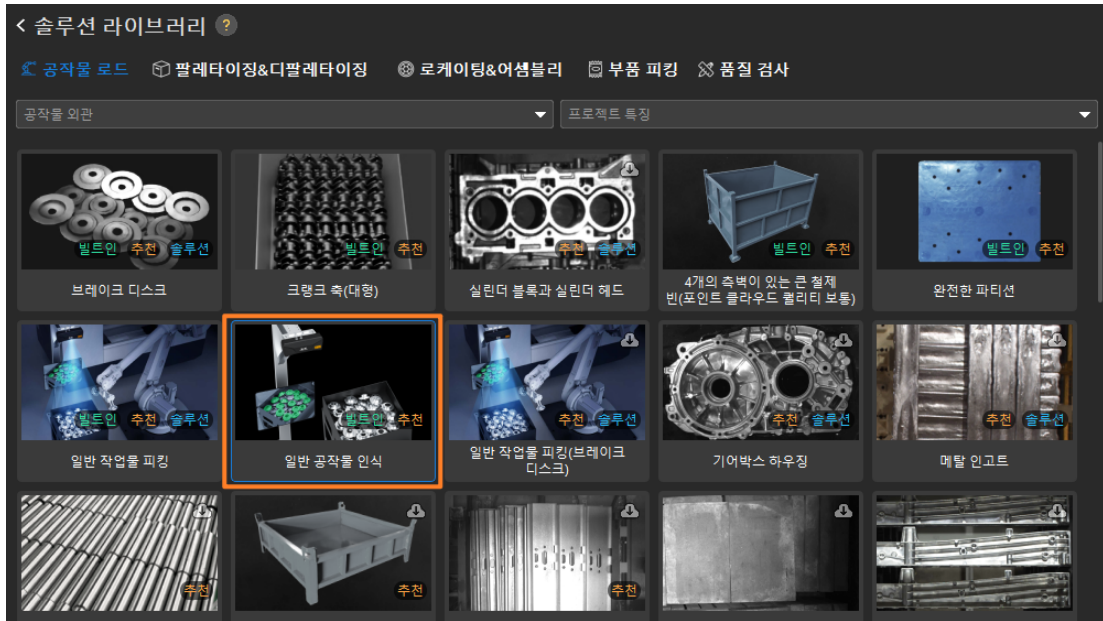 솔루션 라이브러리 ?
공작물 로드 팔레타이징&디팔레타이징 로케이팅&어셈블리 부품 피킹 품질 검사
공작물 외관 프로젝트 특징
빌트인 추천 솔루션
브레이크 디스크
빌트인 추천
크랭크 축(대형)
추천 솔루션
실린더 블록과 실린더 헤드
빌트인 추천
4개의 측벽이 있는 큰 철제
빈(포인트 클라우드 퀄리티 보통)
빌트인 추천
완전한 파티션
빌트인 추천 솔루션
일반 작업물 피킹
빌트인 추천
일반 공작물 인식
추천 솔루션
일반 작업물 피킹(브레이크
디스크)
추천 솔루션
기어박스 하우징
추천 솔루션
메탈 인고트
추천
추천
추천